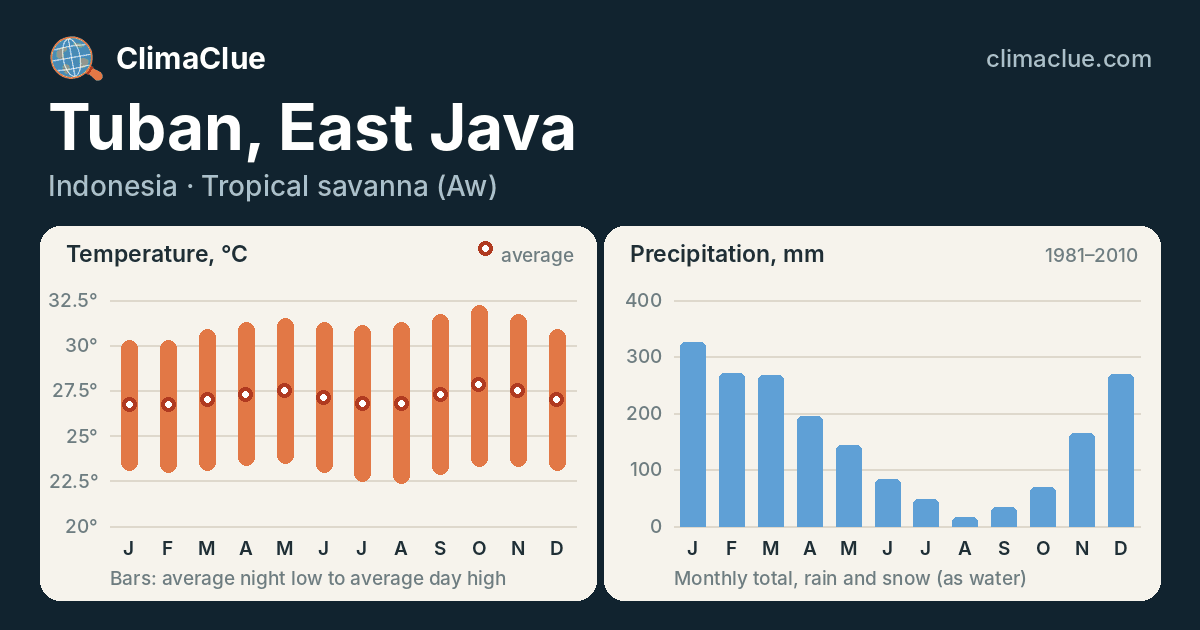 ClimaClue
climaclue.com
Tuban, East Java
Indonesia · Tropical savanna (Aw)
Temperature, °C
average
32.5°
30°
27.5°
25°
22.5°
20°
J F M A M J J A S O N D
Bars: average night low to average day high
Precipitation, mm
1981–2010
400
300
200
100
0
J F M A M J J A S O N D
Monthly total, rain and snow (as water)